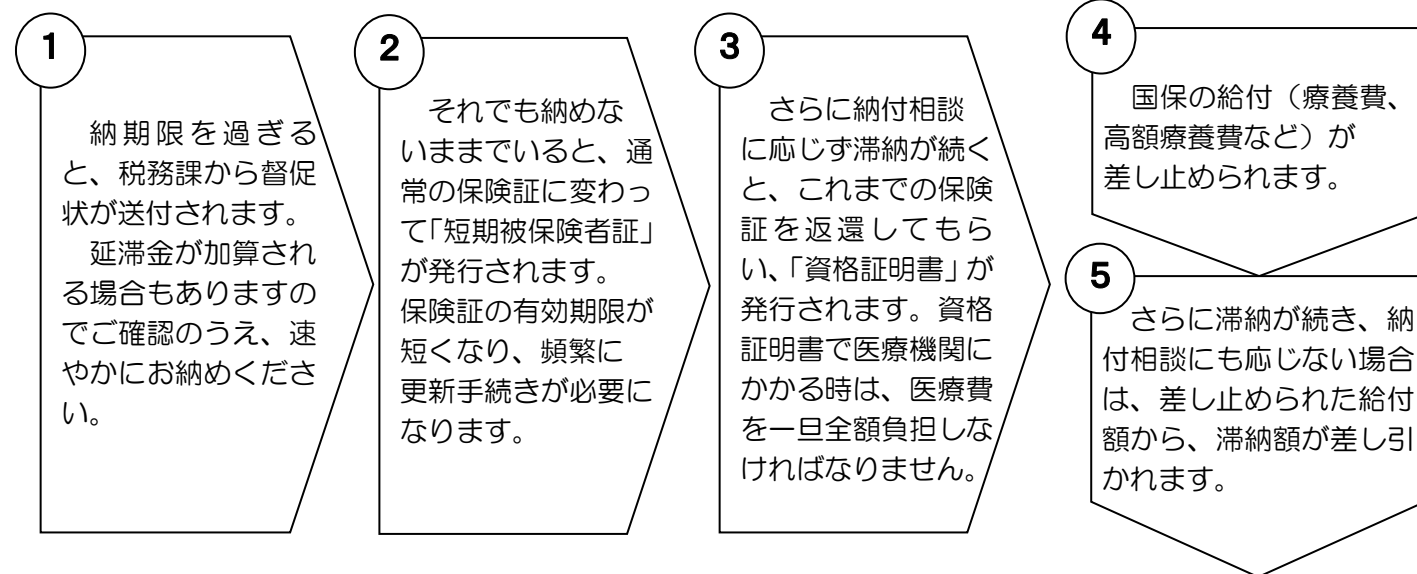 1
納期限を過ぎる
と、税務課から督促
状が送付されます。
延滞金が加算され
る場合もありますの
でご確認のうえ、速
やかにお納めくださ
い。
2
それでも納めな
いままでいると、通
常の保険証に変わっ
て「短期被保険者証」
が発行されます。
保険証の有効期限が
短くなり、頻繁に
更新手続きが必要に
なります。
3
さらに納付相談
に応じず滞納が続く
と、これまでの保険
証を返還してもら
い、「資格証明書」が
発行されます。資格
証明書で医療機関に
かかる時は、医療費
を一旦全額負担しな
ければなりません。
4
国保の給付（療養費、
高額療養費など）が
差し止められます。
5
さらに滞納が続き、納
付相談にも応じない場合
は、差し止められた給付
額から、滞納額が差し引
かれます。